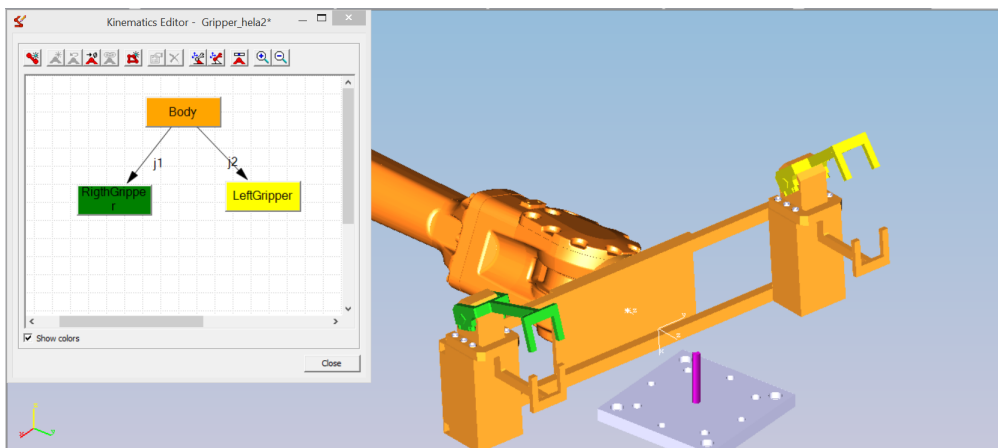 Kinematics Editor - Gripper_hela2*
Body
j1
j2
RigthGrippe
r
LeftGripper
Show colors
Close